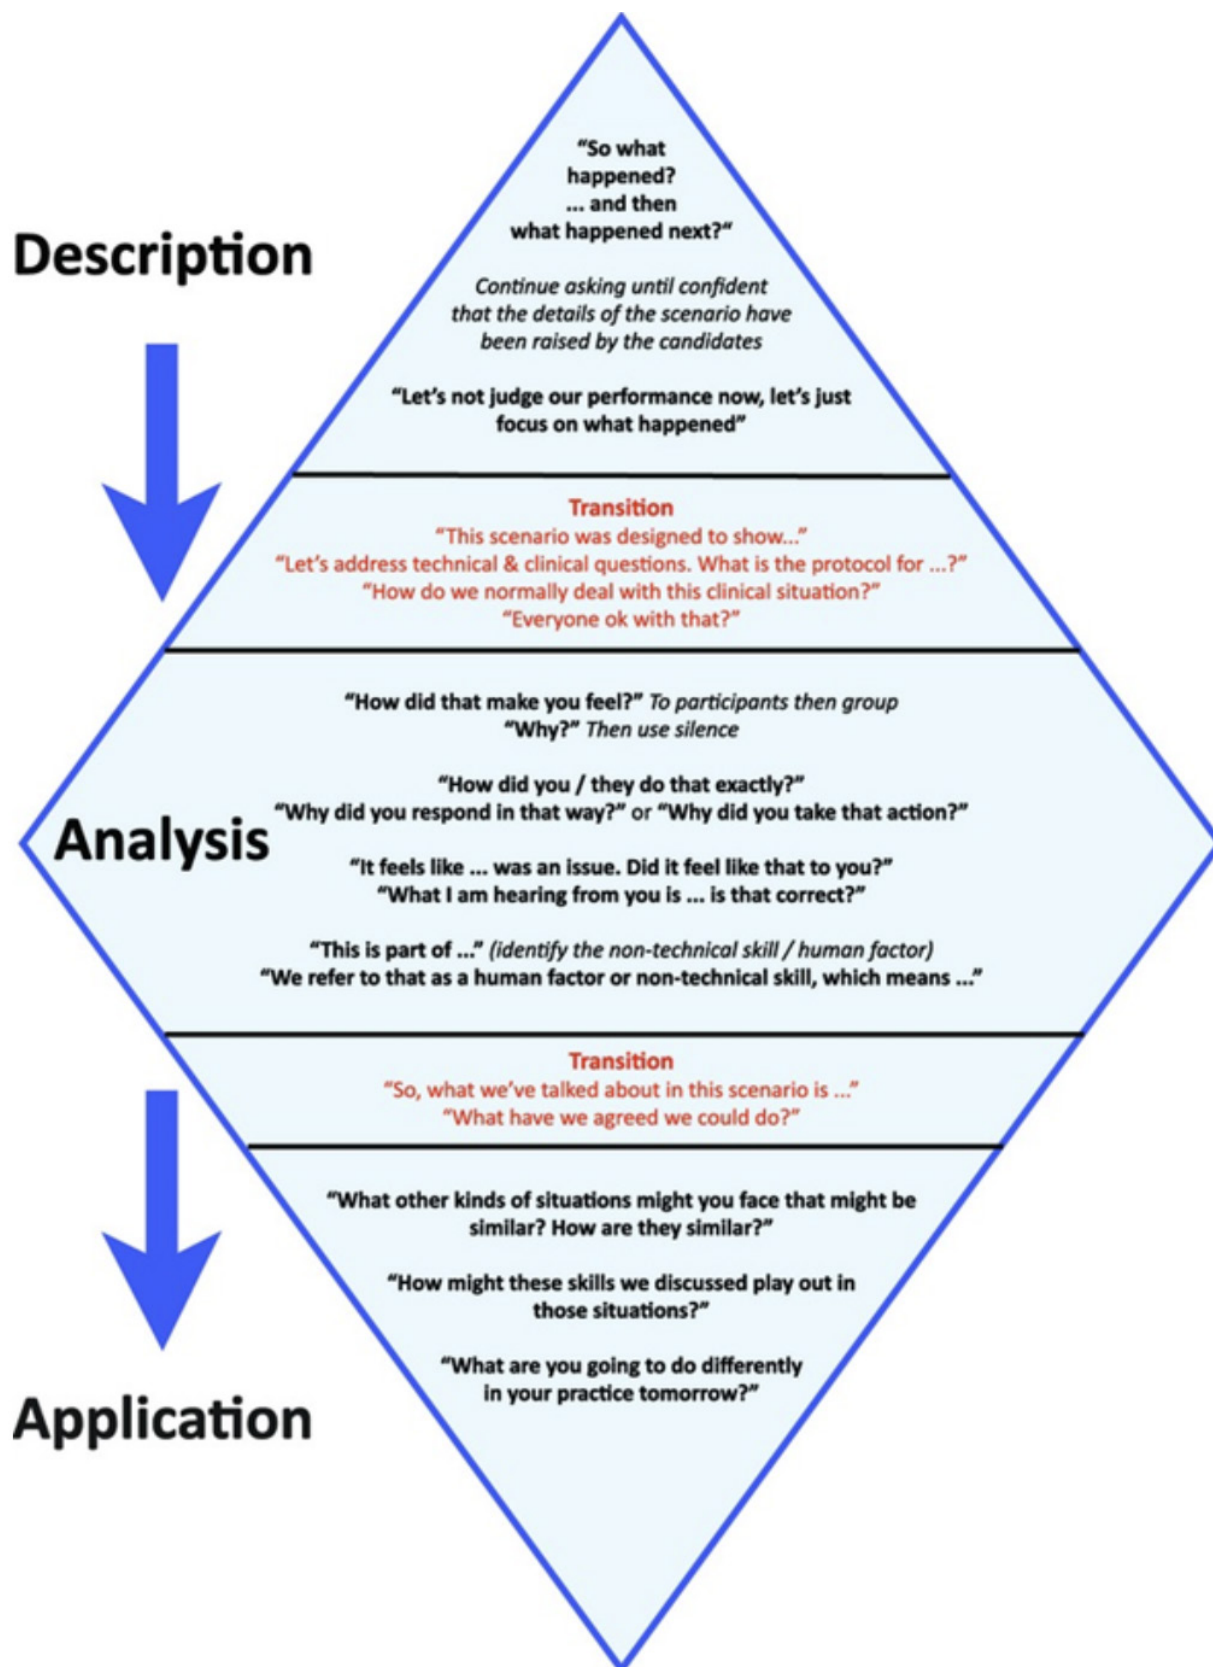 “So what
happened?
... and then
what happened next?“
Description
Continue asking until confident
that the details of the scenario have
been raised by the candidates
“Let’s not judge our performance now, let’s just
focus on what happened”
Transition
“This scenario was designed to show...”
“Let’s address technical & clinical questions. What is the protocol for ...?”
“How do we normally deal with this clinical situation?”
“Everyone ok with that?”
“How did that make you feel?” To participants then group
“Why?” Then use silence
“How did you / they do that exactly?”
“Why did you respond in that way?” or “Why did you take that action?”
Analysis
“It feels like ... was an issue. Did it feel like that to you?”
“What I am hearing from you is ... is that correct?”
“This is part of ...” (identify the non-technical skill / human factor)
“We refer to that as a human factor or non-technical skill, which means ...”
Transition
“So, what we’ve talked about in this scenario is ...”
“What have we agreed we could do?”
“What other kinds of situations might you face that might be
similar? How are they similar?”
“How might these skills we discussed play out in
those situations?”
“What are you going to do differently
in your practice tomorrow?”
Application